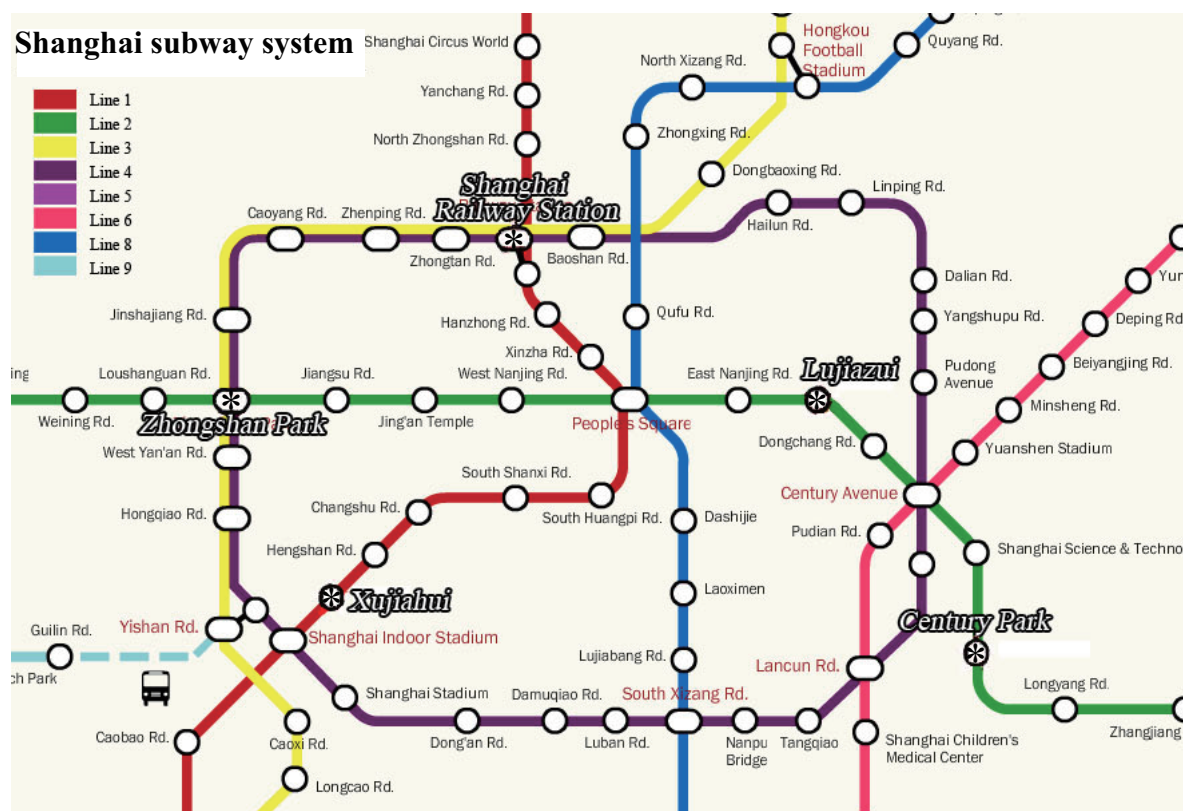 Shanghai subway system
Line 1
Line 2
Line 3
Line 4
Line 5
Line 6
Line 8
Line 9
Shanghai Circus World
Yanchang Rd.
North Zhongshan Rd.
Hongkou
Football
Stadium
Quyang Rd.
North Xizang Rd.
Zhongxing Rd.
Dongbaoxing Rd.
Shanghai
Railway Station
Caoyang Rd.
Zhenping Rd.
Zhongtan Rd.
Baoshan Rd.
Hailun Rd.
Linping Rd.
Dalian Rd.
Yangshupu Rd.
Pudong
Avenue
Yun
Deping Rd
Beiyangjing Rd.
Minsheng Rd.
Yuanshen Stadium
Jinshajiang Rd.
Hanzhong Rd.
Xinzha Rd.
Qufu Rd.
ing
Loushanguan Rd.
Weining Rd.
Zhongshan Park
Jiangsu Rd.
Jing'an Temple
West Nanjing Rd.
People's Square
East Nanjing Rd.
Lujiazui
Dongchang Rd.
Century Avenue
West Yan'an Rd.
Hongqiao Rd.
South Shanxi Rd.
South Huangpi Rd.
Changshu Rd.
Hengshan Rd.
Xujiahui
Dashijie
Laoximen
Pudian Rd.
Shanghai Science & Techno
Century Park
Guilin Rd.
ch Park
Yishan Rd.
Shanghai Indoor Stadium
Lujiabang Rd.
Lancun Rd.
Longyang Rd.
Zhangjiang
Shanghai Stadium
Damuqiao Rd.
South Xizang Rd.
Dong'an Rd.
Luban Rd.
Nanpu
Bridge
Tangqiao
Shanghai Children's
Medical Center
Caobao Rd.
Caoxi Rd.
Longcao Rd.